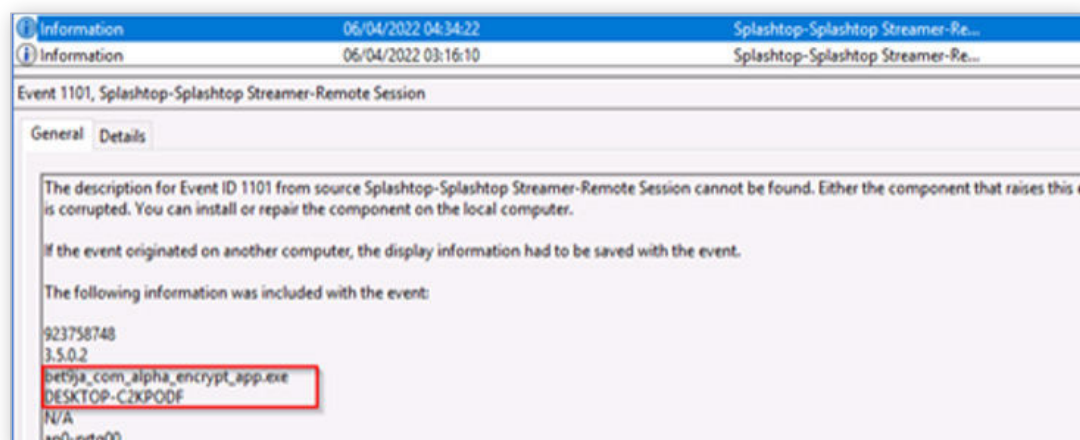 Information 06/04/2022 04:34:22 Splashtop-Splashtop Streamer-Re...
Information 06/04/2022 03:16:10 Splashtop-Splashtop Streamer-Re...
Event 1101, Splashtop-Splashtop Streamer-Remote Session
General Details
The description for Event ID 1101 from source Splashtop-Splashtop Streamer-Remote Session cannot be found. Either the component that raises this
is corrupted. You can install or repair the component on the local computer.
If the event originated on another computer, the display information had to be saved with the event.
The following information was included with the event:
923758748
3.5.0.2
bet9ja_com_alpha_encrypt_app.exe
DESKTOP-C2KPODF
N/A